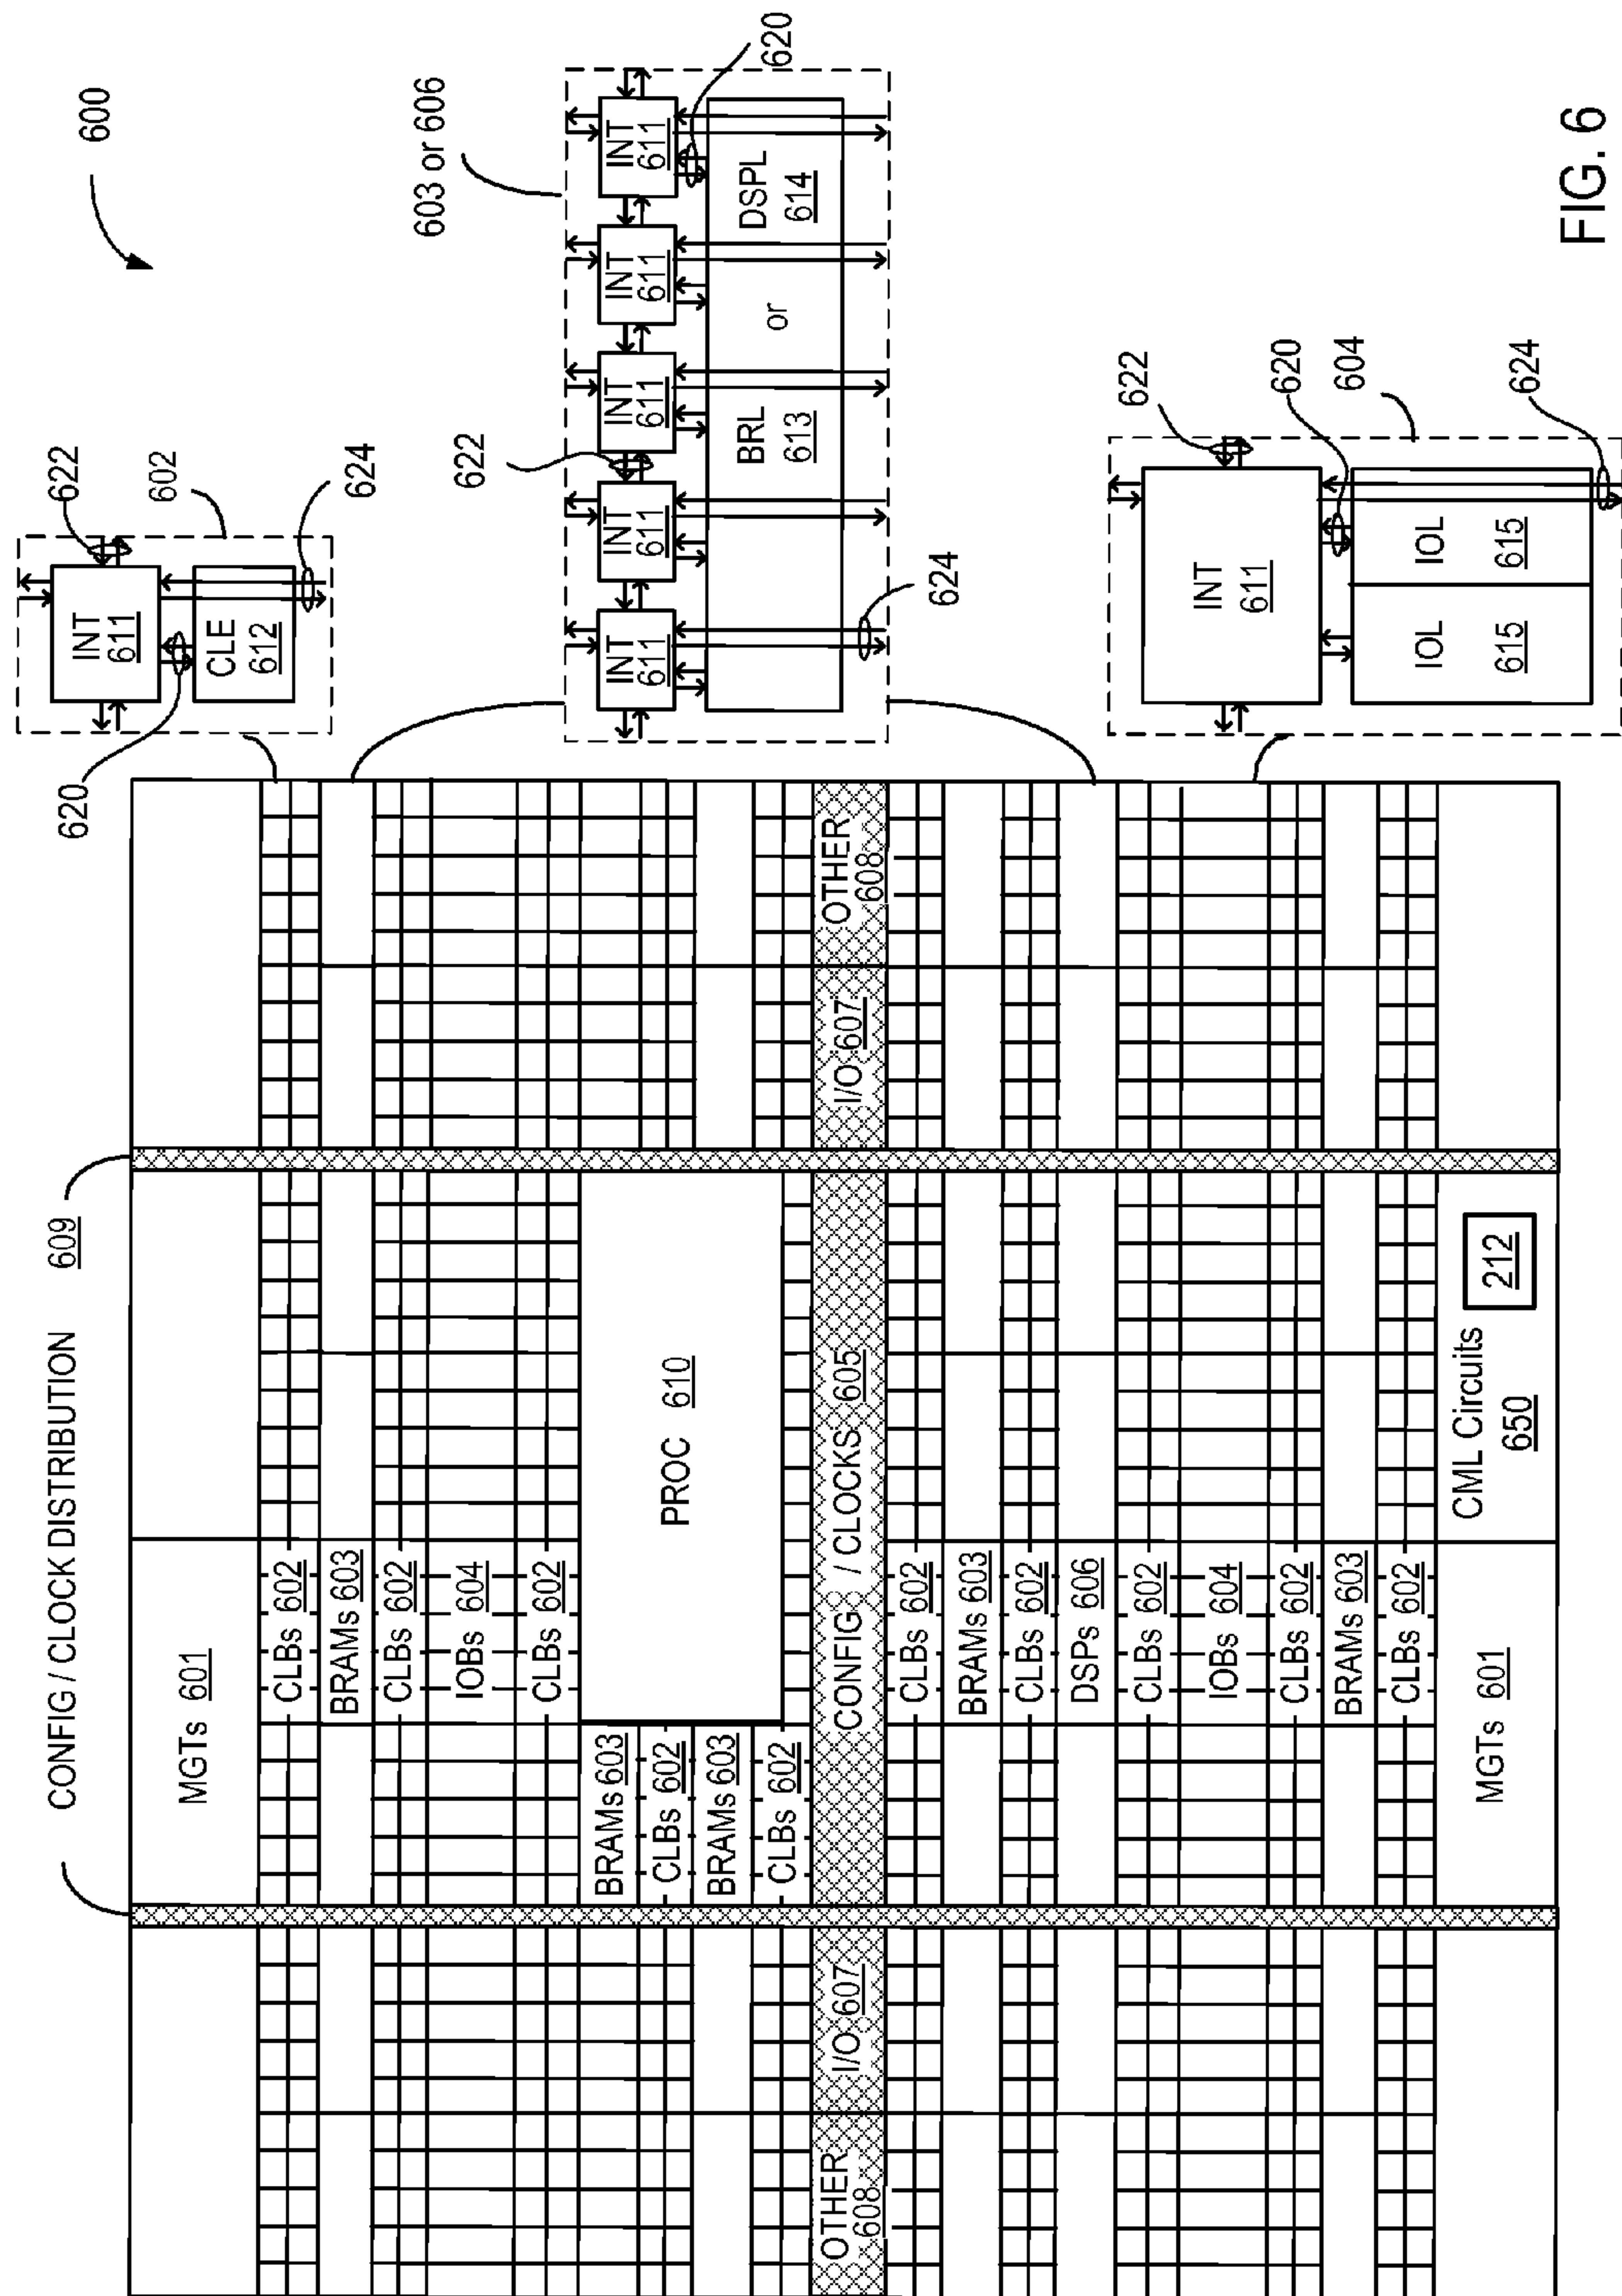 600
CONFIG / CLOCK DISTRIBUTION 609
MGTs 601
CLBs 602
BRAMs 603
CLBs 602
IOBs 604
CLBs 602
PROC 610
BRAMs 603
CLBs 602
BRAMs 603
CLBs 602
OTHER
608
I/O 607
CONFIG / CLOCKS 605
I/O 607
OTHER
608
CLBs 602
BRAMs 603
CLBs 602
DSPs 606
CLBs 602
IOBs 604
CLBs 602
BRAMs 603
CLBs 602
MGTs 601
CML Circuits
650
212
620
622
602
INT
611
CLE
612
624
603 or 606
622
INT
611
INT
611
INT
611
INT
611
INT
611
620
BRL
613
or
DSPL
614
624
622
INT
611
620
604
IOL
615
IOL
615
624
FIG. 6